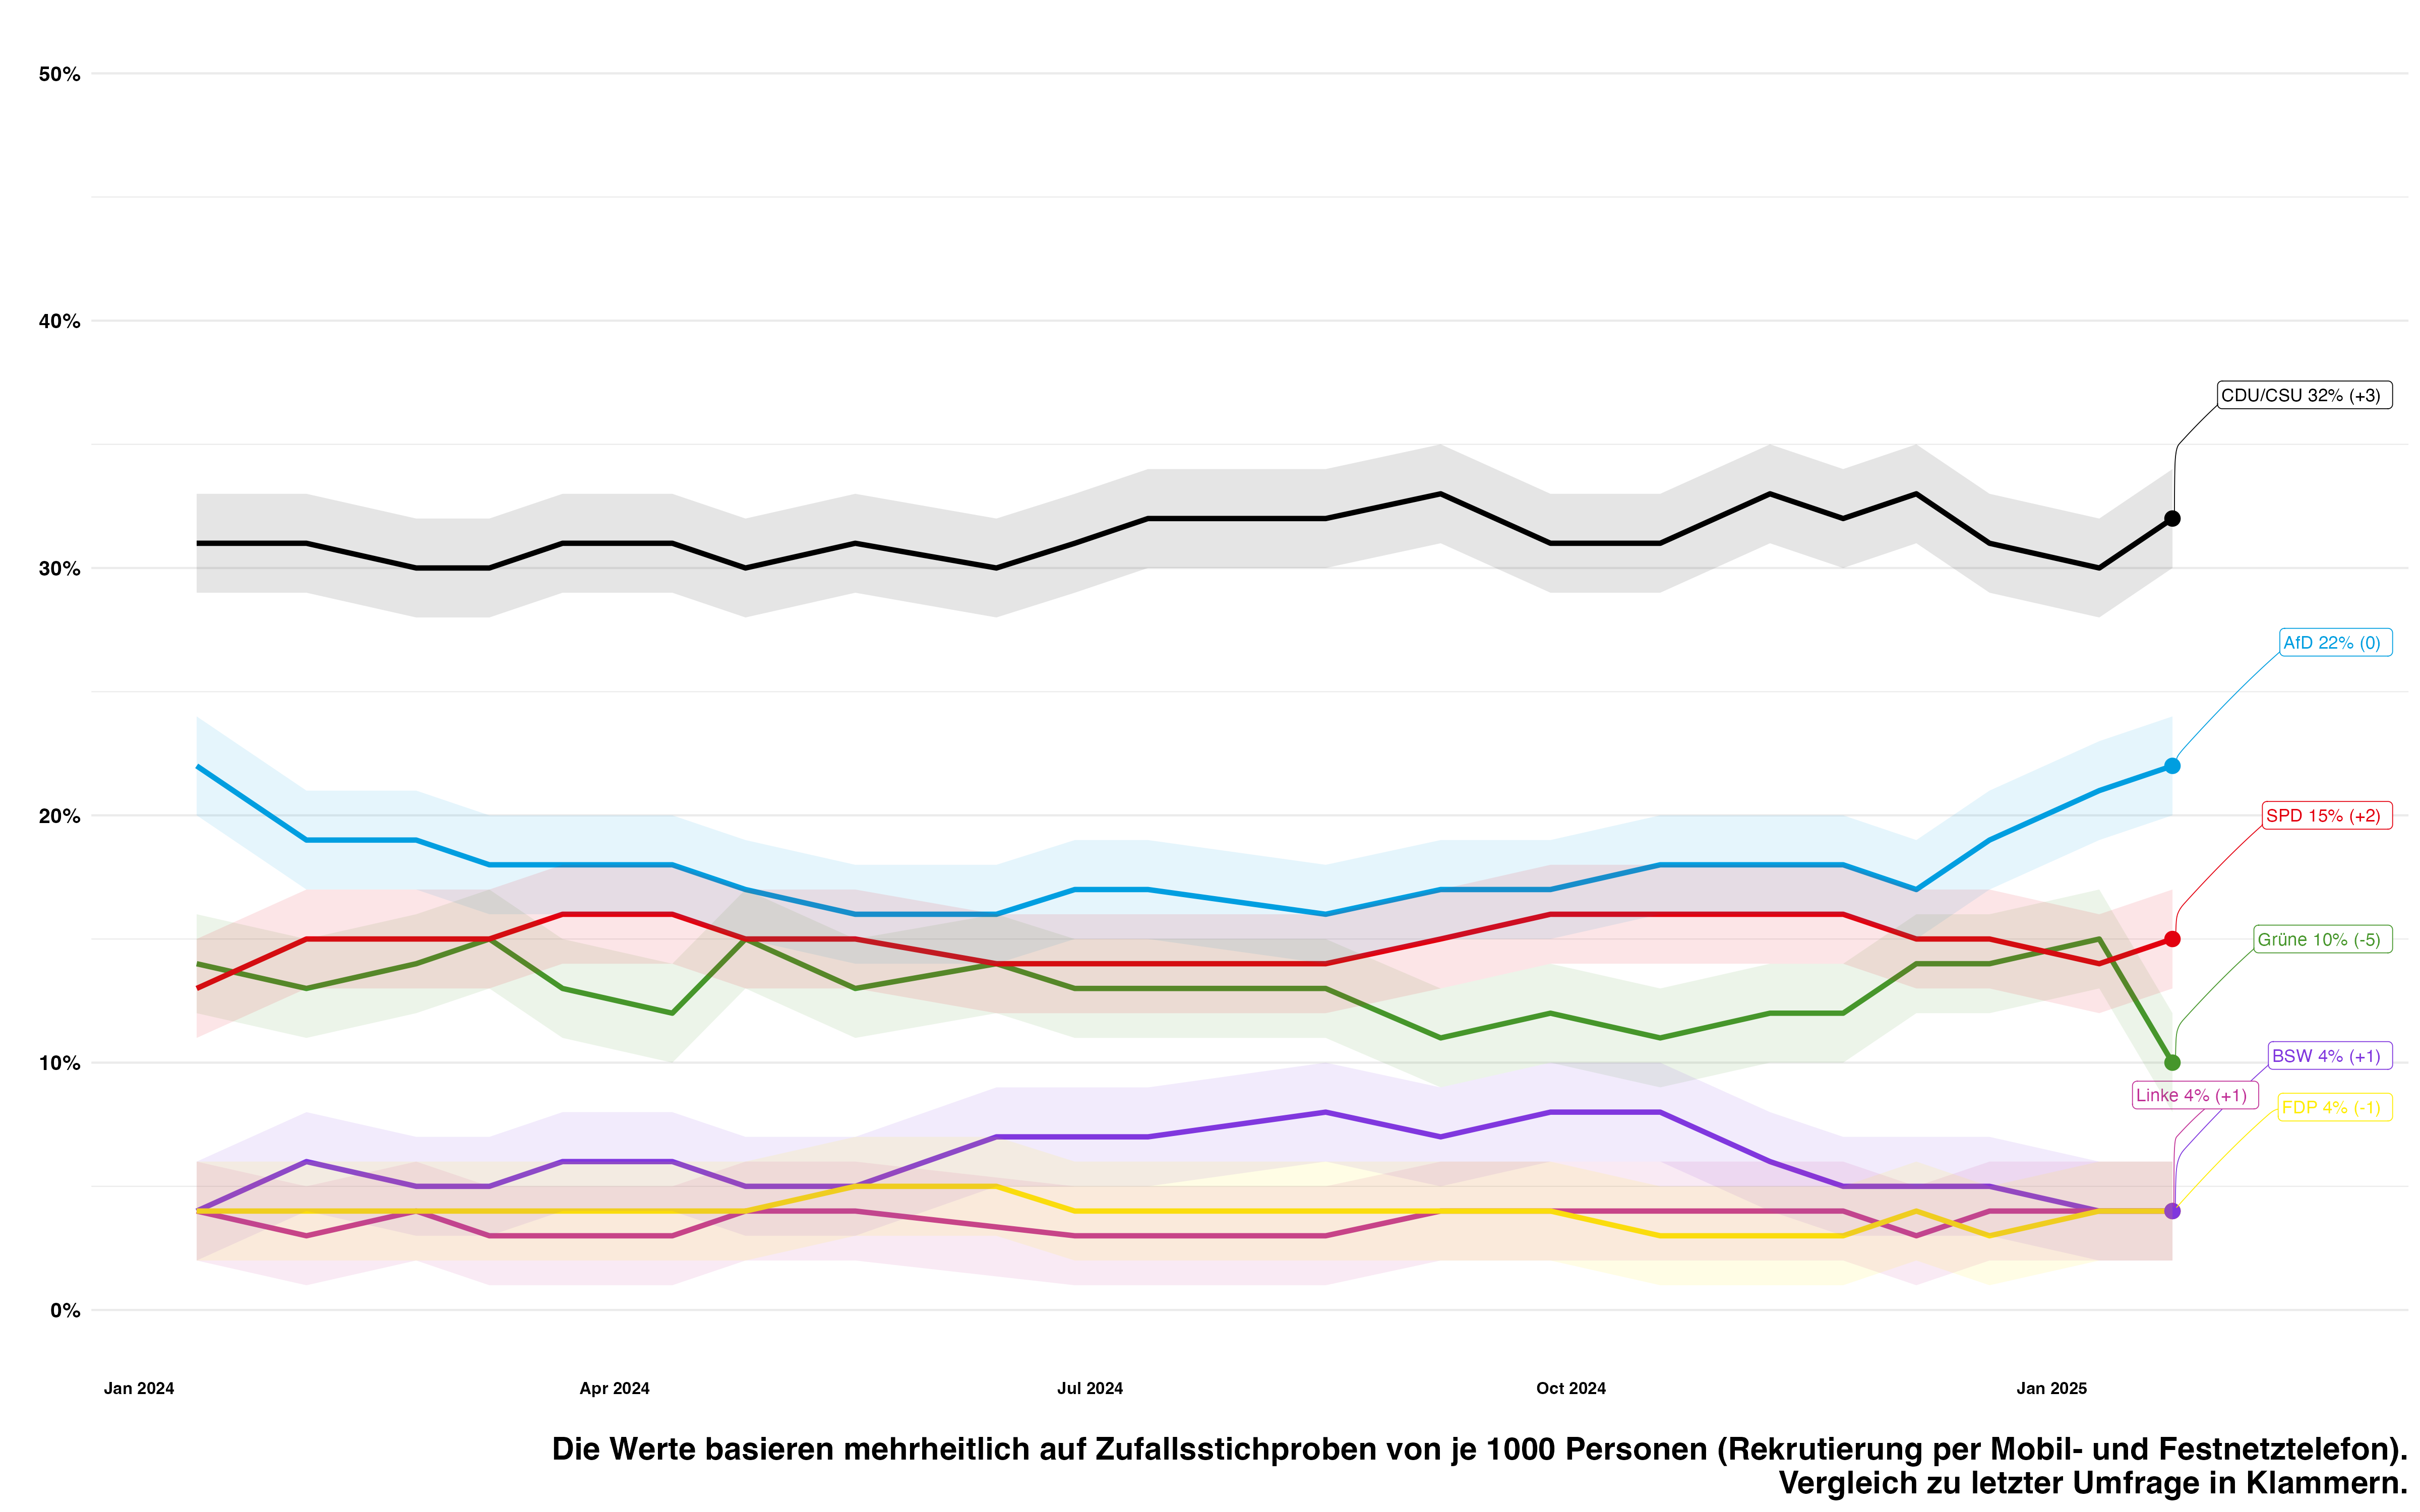 50%
40%
CDU/CSU 32% (+3)
30%
AfD 22% (0)
20%
SPD 15% (+2)
Grüne 10% (-5)
10%
BSW 4% (+1)
Linke 4% (+1)
FDP 4% (-1)
0%
Jan 2024 Apr 2024 Jul 2024 Oct 2024 Jan 2025
Die Werte basieren mehrheitlich auf Zufallsstichproben von je 1000 Personen (Rekrutierung per Mobil- und Festnetztelefon).
Vergleich zu letzter Umfrage in Klammern.